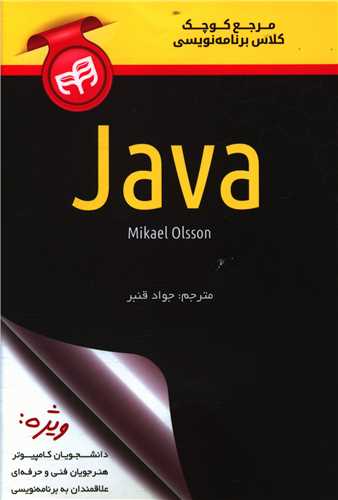 مرجع کوچک
کلاس برنامه‌نویسی
Java
Mikael Olsson
مترجم: جواد قنبر
ویژه:
دانشجویان کامپیوتر
هنرجویان فنی و حرفه‌ای
علاقمندان به برنامه‌نویسی